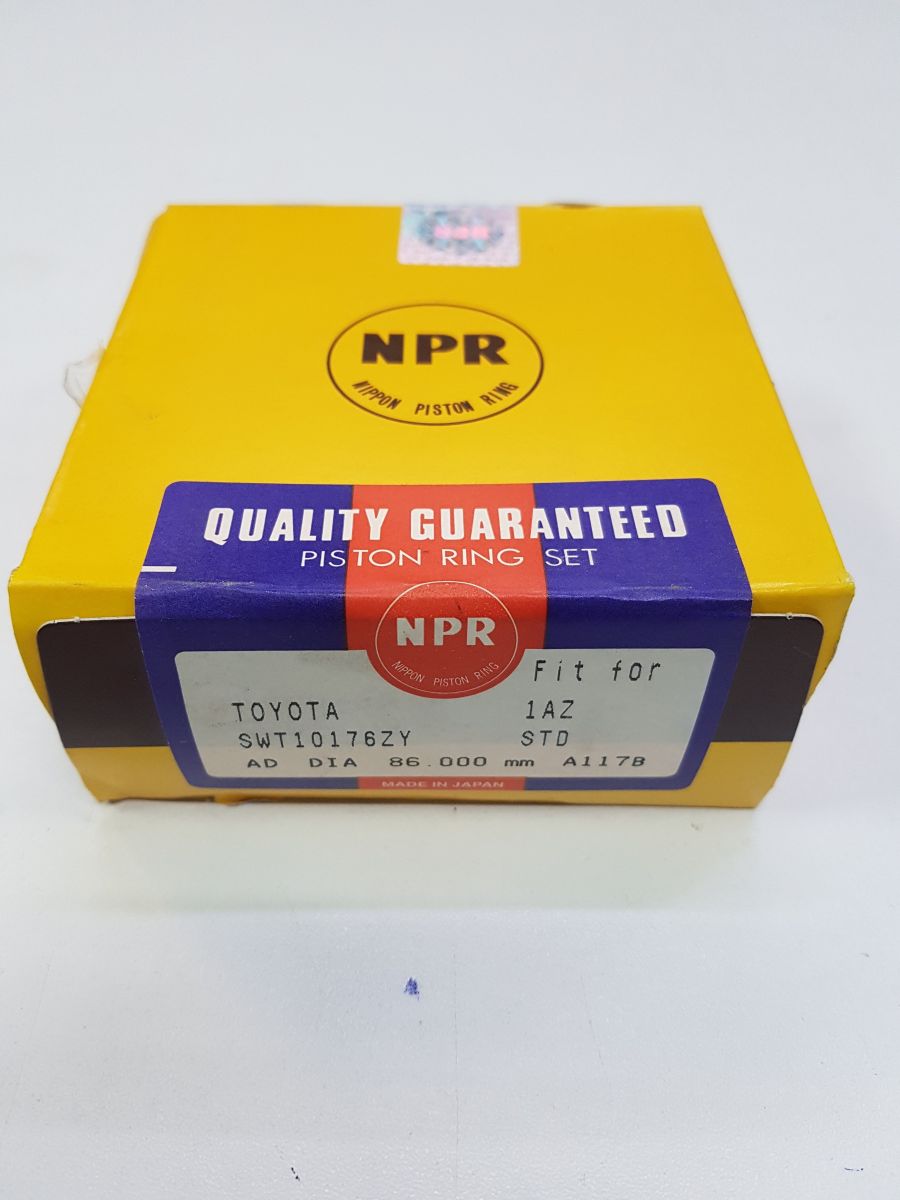 NPR
NPR
NIPPON PISTON RING
QUALITY GUARANTEED
PISTON RING SET
NPR
NIPPON PISTON RING
Fit for
TOYOTA 1AZ
SWT10176ZY STD
AD DIA 86.000 mm A117B
MADE IN JAPAN